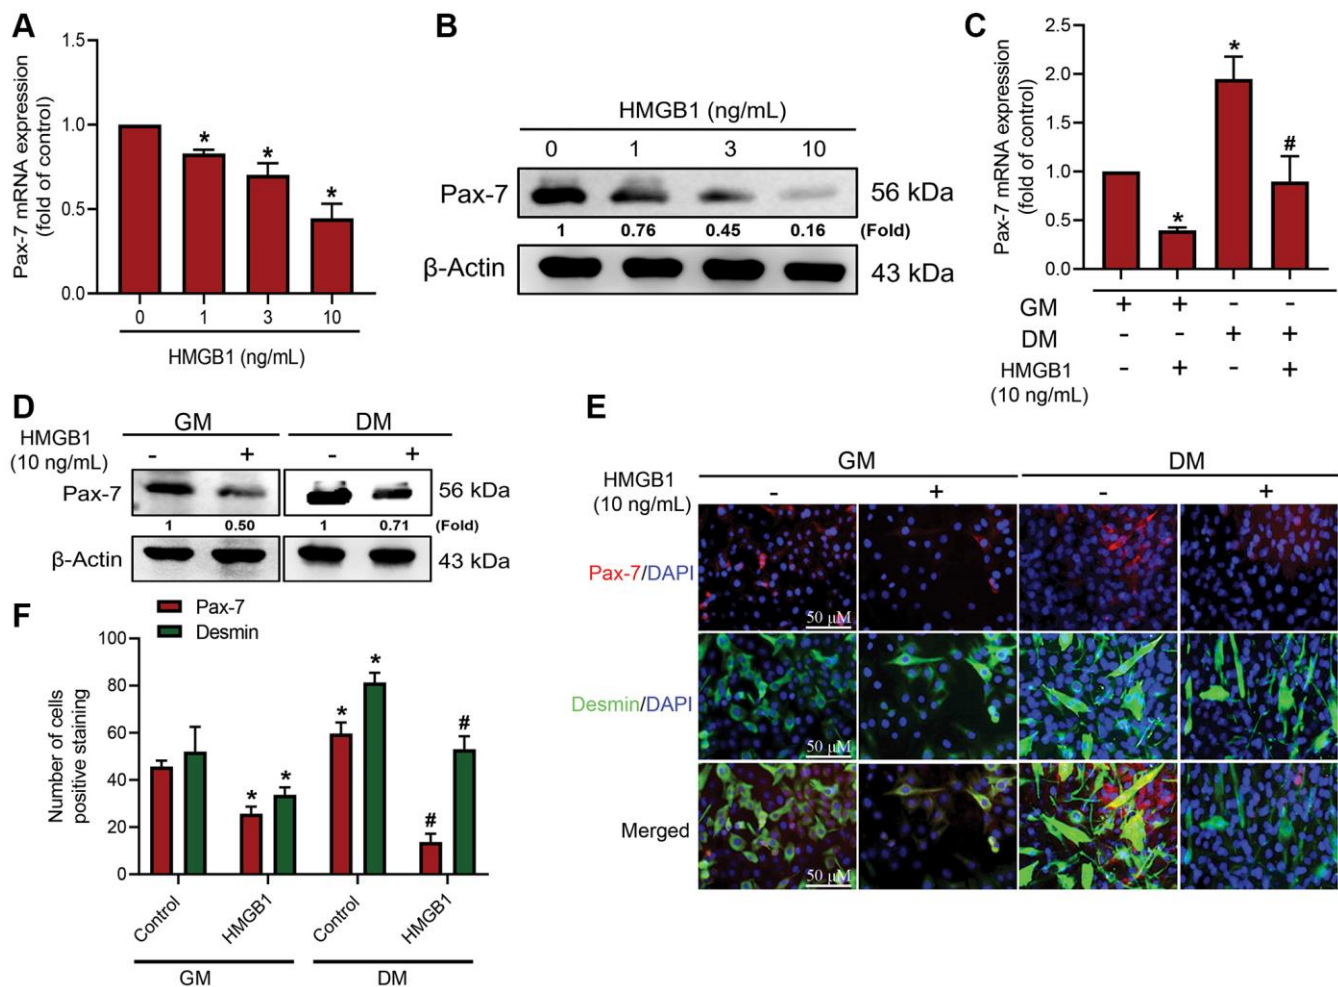 A
Pax-7 mRNA expression
(fold of control)
1.5
1.0
0.5
0.0
*
*
*
0
1
3
10
HMGB1 (ng/mL)
B
HMGB1 (ng/mL)
0
1
3
10
Pax-7
56 kDa
1
0.76
0.45
0.16
(Fold)
β-Actin
43 kDa
C
Pax-7 mRNA expression
(fold of control)
2.5
2.0
1.5
1.0
0.5
0.0
*
*
#
GM + + - -
DM - - + +
HMGB1 - + - +
(10 ng/mL)
D
GM
DM
HMGB1
(10 ng/mL)
- + - +
Pax-7
56 kDa
1
0.50
1
0.71
(Fold)
β-Actin
43 kDa
E
GM
DM
HMGB1
(10 ng/mL)
- + - +
Pax-7/DAPI
50 μM
Desmin/DAPI
50 μM
Merged
50 μM
F
Pax-7
Desmin
Number of cells
positive staining
100
80
60
40
20
0
*
*
*
*
#
#
Control
HMGB1
Control
HMGB1
GM
DM